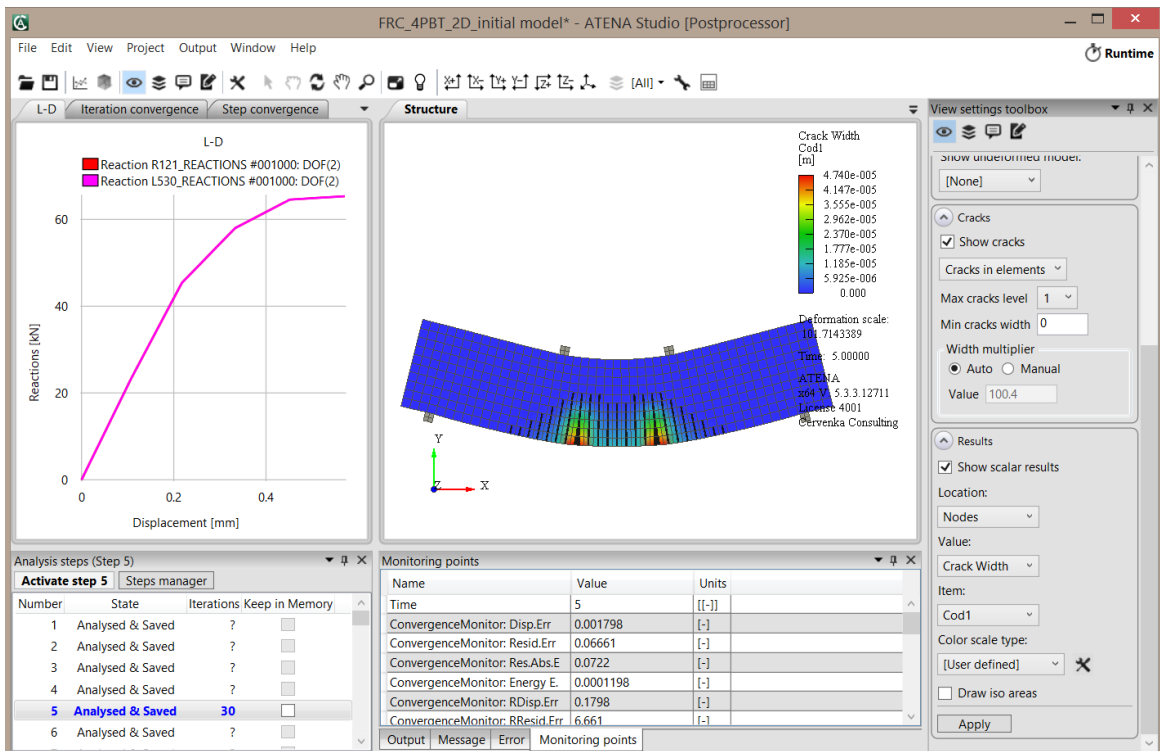 FRC_4PBT_2D_initial model* - ATENA Studio [Postprocessor]
File Edit View Project Output Window Help
Runtime
[All]
L-D Iteration convergence Step convergence
L-D
Reaction R121_REACTIONS #001000: DOF(2)
Reaction L530_REACTIONS #001000: DOF(2)
60
40
20
0
0 0.2 0.4
Reactions [kN]
Displacement [mm]
Structure
Crack Width
Cod1
[m]
4.740e-005
4.147e-005
3.555e-005
2.962e-005
2.370e-005
1.777e-005
1.185e-005
5.925e-006
0.000
Deformation scale:
101.7143389
Time: 5.00000
ATENA
x64 V. 5.3.3.12711
License 4001
Cervenka Consulting
Y
Z X
View settings toolbox
Show undeformed model:
[None]
Cracks
Show cracks
Cracks in elements
Max cracks level 1
Min cracks width 0
Width multiplier
Auto Manual
Value 100.4
Results
Show scalar results
Location:
Nodes
Value:
Crack Width
Item:
Cod1
Color scale type:
[User defined]
Draw iso areas
Apply
Analysis steps (Step 5)
Activate step 5 Steps manager
Number State Iterations Keep in Memory
1 Analysed & Saved ?
2 Analysed & Saved ?
3 Analysed & Saved ?
4 Analysed & Saved ?
5 Analysed & Saved 30
6 Analysed & Saved ?
Monitoring points
Name Value Units
Time 5 [[-]]
ConvergenceMonitor: Disp.Err 0.001798 [-]
ConvergenceMonitor: Resid.Err 0.06661 [-]
ConvergenceMonitor: Res.Abs.E 0.0722 [-]
ConvergenceMonitor: Energy E. 0.0001198 [-]
ConvergenceMonitor: RDisp.Err 0.1798 [-]
ConvergenceMonitor: RResid.Err 6.661 [-]
Output Message Error Monitoring points